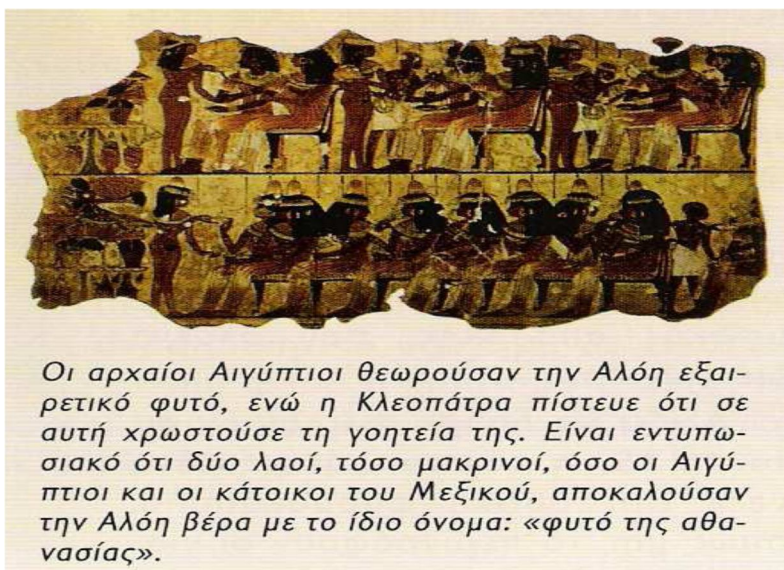 Οι αρχαίοι Αιγύπτιοι θεωρούσαν την Αλόη εξαι-
ρετικό φυτό, ενώ η Κλεοπάτρα πίστευε ότι σε
αυτή χρωστούσε τη γοητεία της. Είναι εντυπω-
σιακό ότι δύο λαοί, τόσο μακρινοί, όσο οι Αιγύ-
πτιοι και οι κάτοικοι του Μεξικού, αποκαλούσαν
την Αλόη βέρα με το ίδιο όνομα: «φυτό της αθα-
νασίας».